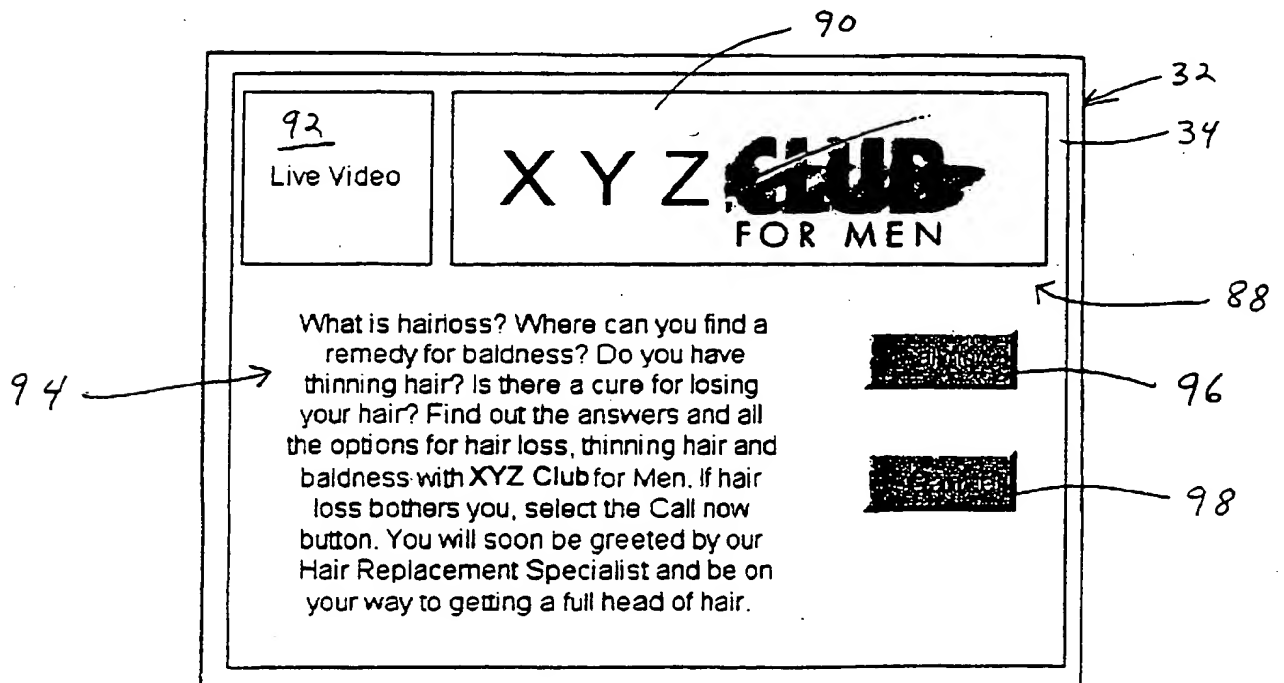 90
32
34
92
Live Video
X Y Z CLUB
FOR MEN
88
What is hairloss? Where can you find a
remedy for baldness? Do you have
thinning hair? Is there a cure for losing
your hair? Find out the answers and all
the options for hair loss, thinning hair and
baldness with XYZ Club for Men. If hair
loss bothers you, select the Call now
button. You will soon be greeted by our
Hair Replacement Specialist and be on
your way to getting a full head of hair.
94
96
98